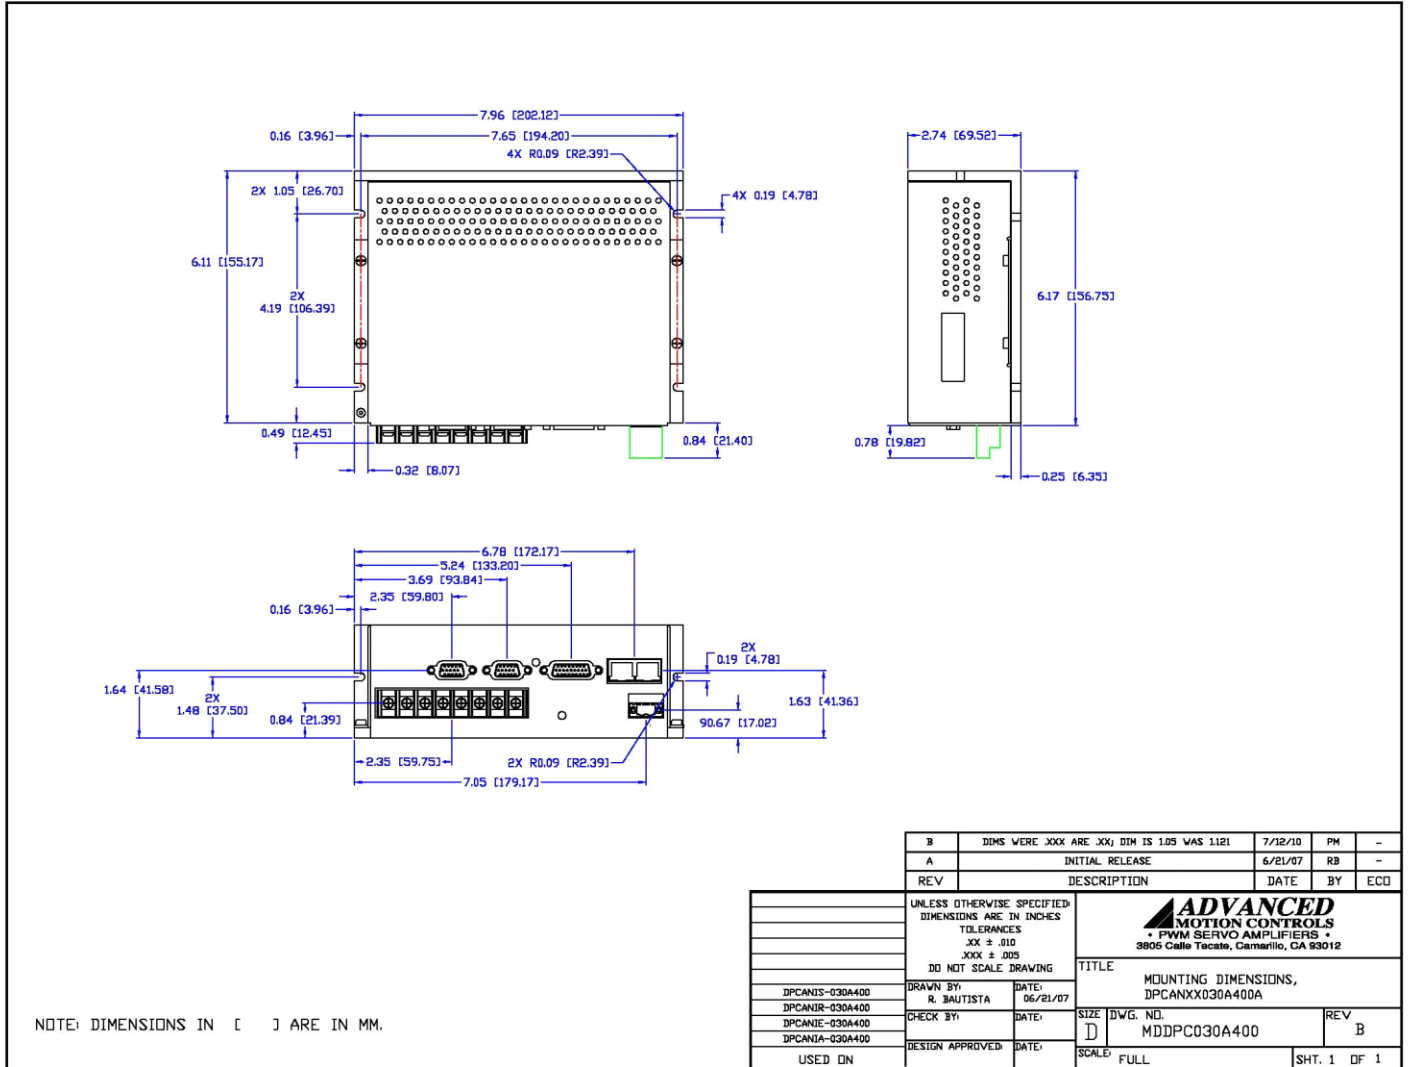 7.96 [202.12]
0.16 [3.96]
7.65 [194.20]
4X R0.09 [R2.39]
2X 1.05 [26.70]
4X 0.19 [4.78]
6.11 [155.17]
2X
4.19 [106.39]
0.49 [12.45]
0.32 [8.07]
0.84 [21.40]
2.74 [69.52]
6.17 [156.75]
0.78 [19.82]
0.25 [6.35]
6.78 [172.17]
5.24 [133.20]
3.69 [93.84]
2.35 [59.80]
0.16 [3.96]
2X
0.19 [4.78]
1.64 [41.58]
2X
1.48 [37.50]
0.84 [21.39]
1.63 [41.36]
90.67 [17.02]
2.35 [59.75]
2X R0.09 [R2.39]
7.05 [179.17]
B DIMS WERE .XXX ARE .XX; DIM IS 1.05 WAS 1.121 7/12/10 PM -
A INITIAL RELEASE 6/21/07 RB -
REV DESCRIPTION DATE BY ECO
UNLESS OTHERWISE SPECIFIED:
DIMENSIONS ARE IN INCHES
TOLERANCES
.XX ± .010
.XXX ± .005
DO NOT SCALE DRAWING
ADVANCED
MOTION CONTROLS
• PWM SERVO AMPLIFIERS •
3805 Calle Tecate, Camarillo, CA 93012
TITLE
MOUNTING DIMENSIONS,
DPCANXX030A400A
DPCANIS-030A400
DPCANIR-030A400
DPCANIE-030A400
DPCANIA-030A400
USED ON
DRAWN BY:
R. BAUTISTA
DATE:
06/21/07
CHECK BY:
DATE:
DESIGN APPROVED:
DATE:
SIZE
D
DWG. NO.
MDDPC030A400
REV
B
SCALE:
FULL
SHT. 1 OF 1
NOTE: DIMENSIONS IN [ ] ARE IN MM.